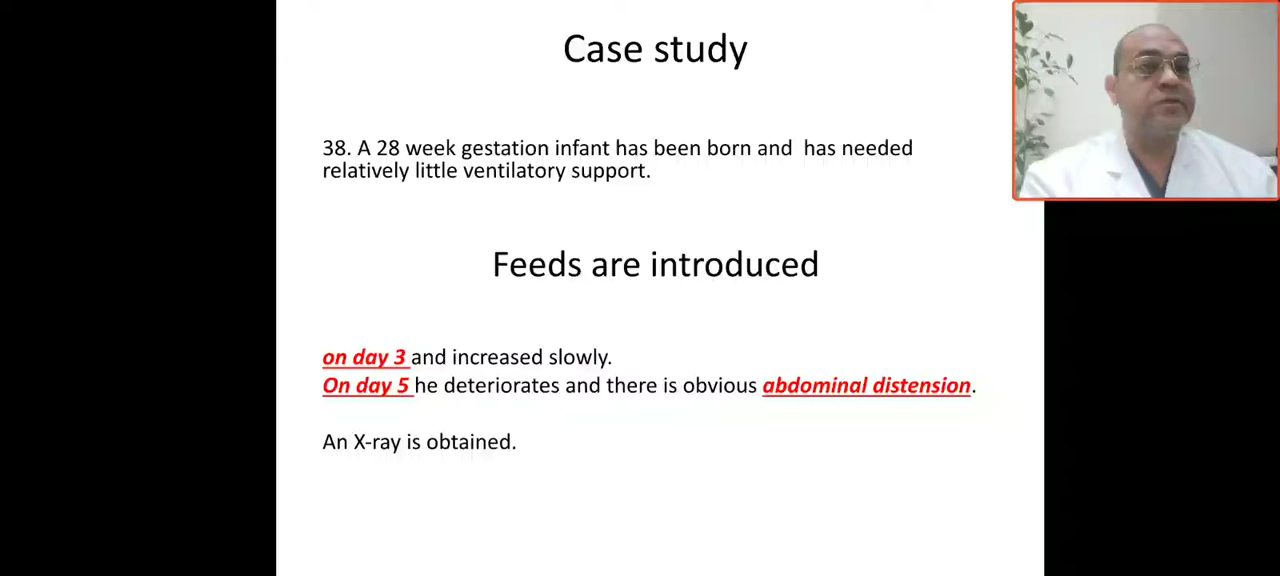 Case study
38. A 28 week gestation infant has been born and has needed
relatively little ventilatory support.
Feeds are introduced
on day 3 and increased slowly.
On day 5 he deteriorates and there is obvious abdominal distension.
An X-ray is obtained.